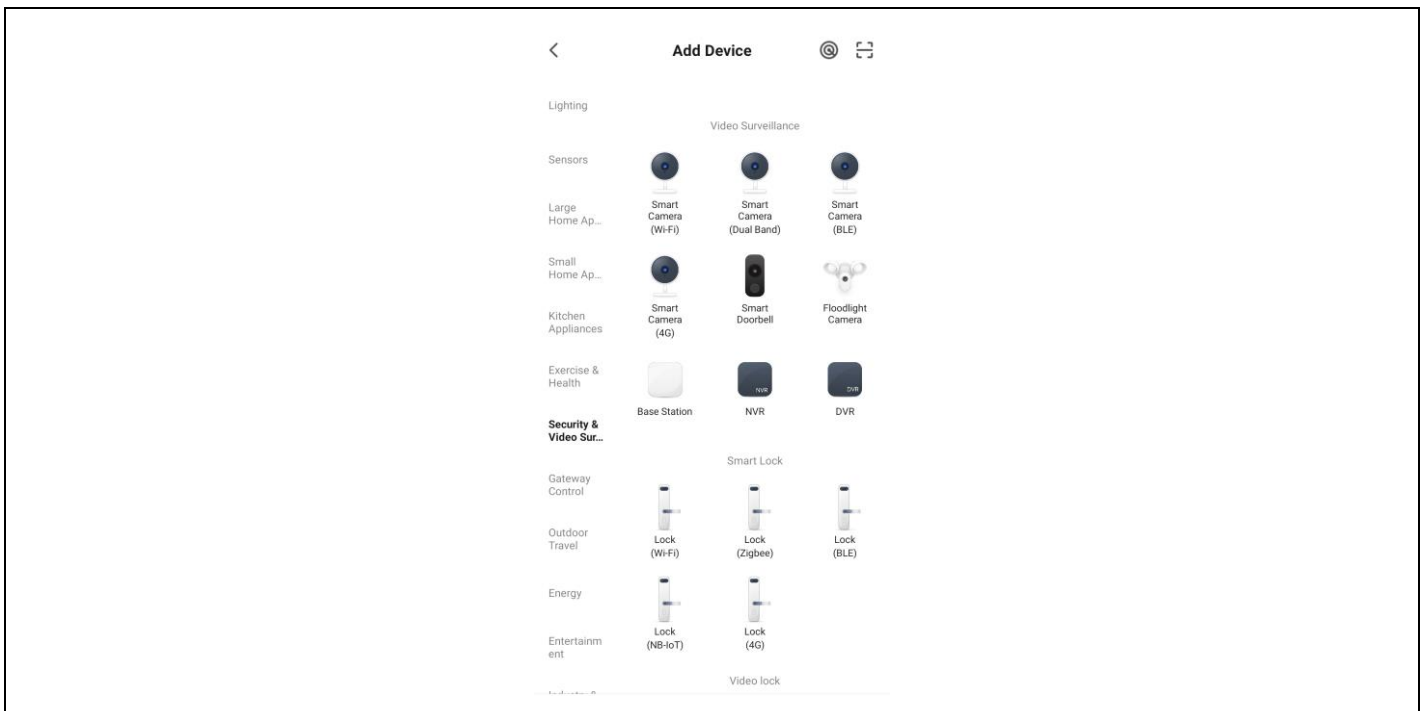 Add Device
Lighting
Sensors
Large
Home Ap...
Small
Home Ap...
Kitchen
Appliances
Exercise &
Health
Security &
Video Sur...
Gateway
Control
Outdoor
Travel
Energy
Entertainm
ent
Video Surveillance
Smart
Camera
(Wi-Fi)
Smart
Camera
(Dual Band)
Smart
Camera
(BLE)
Smart
Camera
(4G)
Smart
Doorbell
Floodlight
Camera
Base Station
NVR
NVR
DVR
DVR
Smart Lock
Lock
(Wi-Fi)
Lock
(Zigbee)
Lock
(BLE)
Lock
(NB-IoT)
Lock
(4G)
Video lock